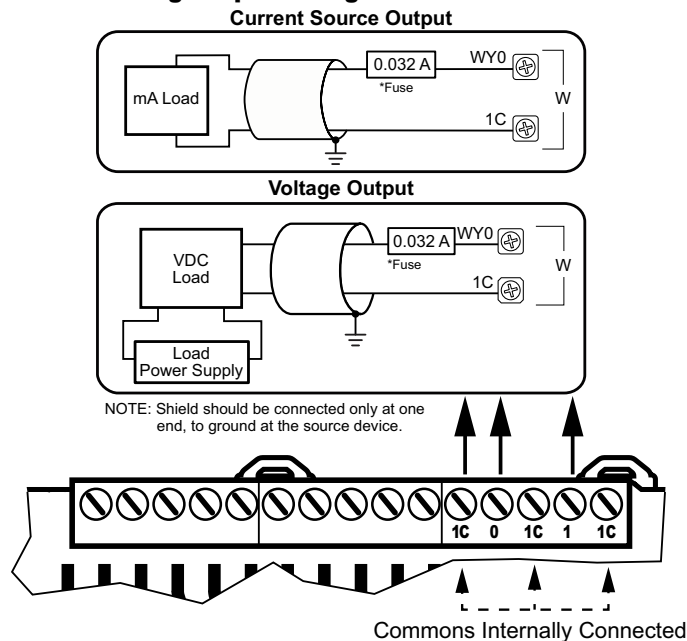 Current Source Output
mA Load
0.032 A
*Fuse
WY0
1C
W
Voltage Output
VDC
Load
Load
Power Supply
0.032 A
*Fuse
WY0
1C
W
NOTE: Shield should be connected only at one
end, to ground at the source device.
1C 0 1C 1 1C
Commons Internally Connected